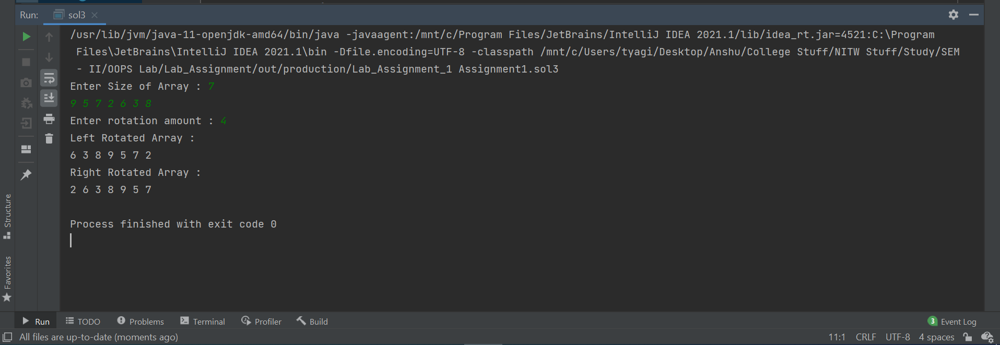 Run: sol3
/usr/lib/jvm/java-11-openjdk-amd64/bin/java -javaagent:/mnt/c/Program Files/JetBrains/IntelliJ IDEA 2021.1/lib/idea_rt.jar=4521:C:\Program
Files\JetBrains\IntelliJ IDEA 2021.1\bin -Dfile.encoding=UTF-8 -classpath /mnt/c/Users/tyagi/Desktop/Anshu/College Stuff/NITW Stuff/Study/SEM
- II/OOPS Lab/Lab_Assignment/out/production/Lab_Assignment_1 Assignment1.sol3
Enter Size of Array : 7
9 5 7 2 6 3 8
Enter rotation amount : 4
Left Rotated Array :
6 3 8 9 5 7 2
Right Rotated Array :
2 6 3 8 9 5 7
Process finished with exit code 0
Structure
Favorites
Run TODO Problems Terminal Profiler Build 3 Event Log
All files are up-to-date (moments ago) 11:1 CRLF UTF-8 4 spaces